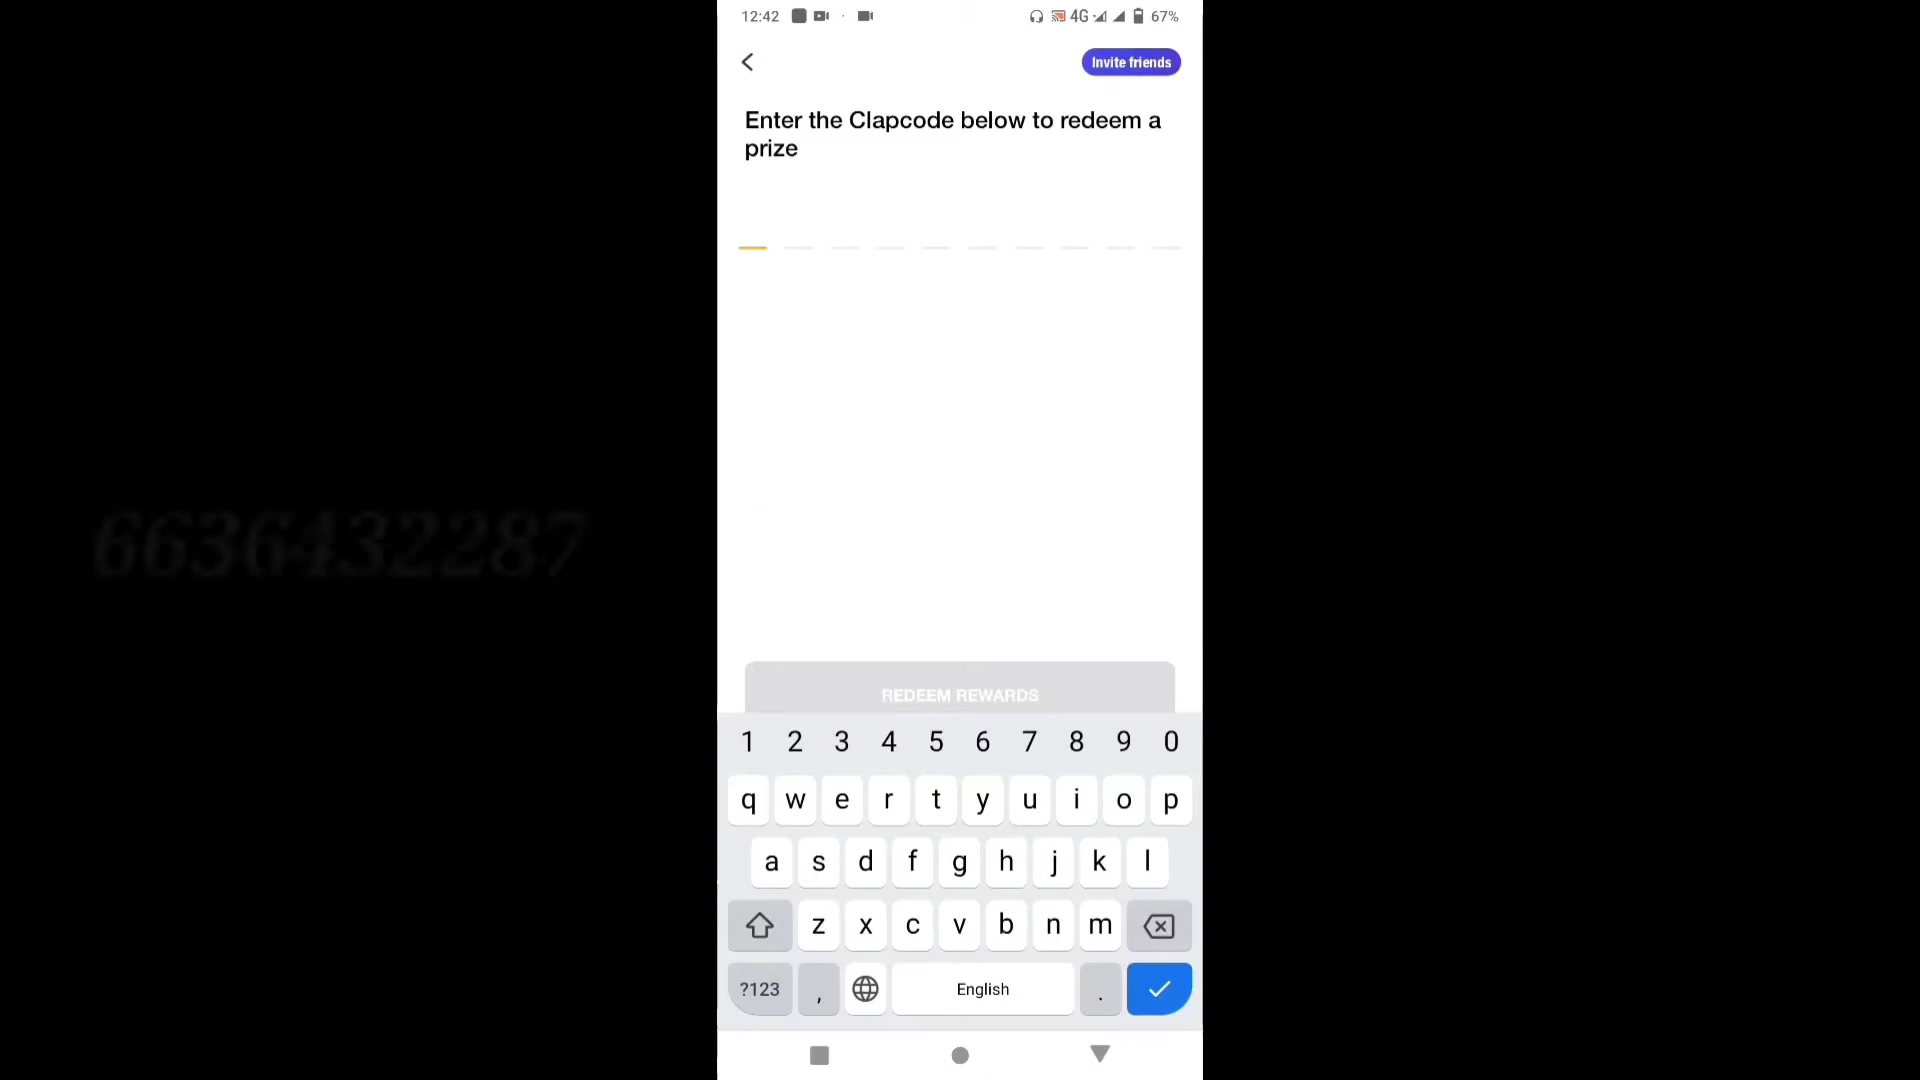 12:42 4G 67%
Invite friends
Enter the Clapcode below to redeem a
prize
6636432287
REDEEM REWARDS
1 2 3 4 5 6 7 8 9 0
q w e r t y u i o p
a s d f g h j k l
z x c v b n m
?123 , English .